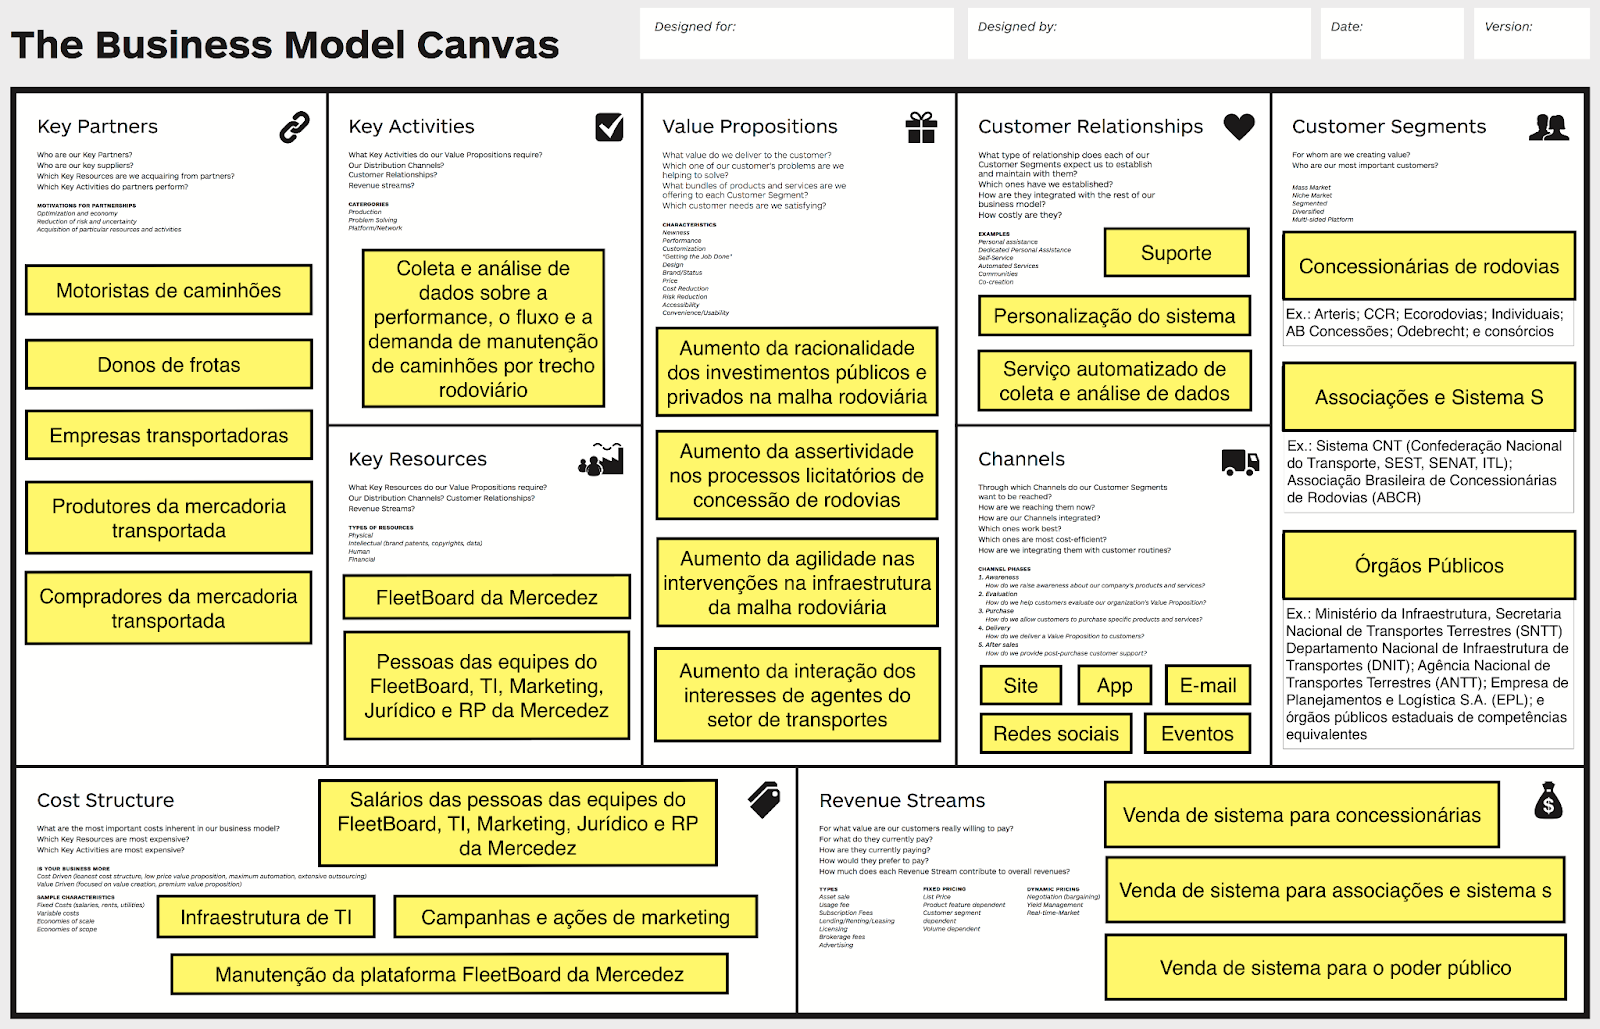 The Business Model Canvas
Designed for:
Designed by:
Date:
Version:
Key Partners
Who are our Key Partners?
Who are our key suppliers?
Which Key Resources are we acquairing from partners?
Which Key Activities do partners perform?
MOTIVATIONS FOR PARTNERSHIPS
Optimization and economy
Reduction of risk and uncertainty
Acquisition of particular resources and activities
Motoristas de caminhões
Donos de frotas
Empresas transportadoras
Produtores da mercadoria
transportada
Compradores da mercadoria
transportada
Key Activities
What Key Activities do our Value Propositions require?
Our Distribution Channels?
Customer Relationships?
Revenue streams?
CATERGORIES
Production
Problem Solving
Platform/Network
Coleta e análise de
dados sobre a
performance, o fluxo e a
demanda de manutenção
de caminhões por trecho
rodoviário
Key Resources
What Key Resources do our Value Propositions require?
Our Distribution Channels? Customer Relationships?
Revenue Streams?
TYPES OF RESOURCES
Physical
Intellectual (brand patents, copyrights, data)
Human
Financial
FleetBoard da Mercedez
Pessoas das equipes do
FleetBoard, TI, Marketing,
Jurídico e RP da Mercedez
Value Propositions
What value do we deliver to the customer?
Which one of our customer's problems are we
helping to solve?
What bundles of products and services are we
offering to each Customer Segment?
Which customer needs are we satisfying?
CHARACTERISTICS
Newness
Performance
Customization
"Getting the Job Done"
Design
Brand/Status
Price
Cost Reduction
Risk Reduction
Accessibility
Convenience/Usability
Aumento da racionalidade
dos investimentos públicos e
privados na malha rodoviária
Aumento da assertividade
nos processos licitatórios de
concessão de rodovias
Aumento da agilidade nas
intervenções na infraestrutura
da malha rodoviária
Aumento da interação dos
interesses de agentes do
setor de transportes
Customer Relationships
What type of relationship does each of our
Customer Segments expect us to establish
and maintain with them?
Which ones have we established?
How are they integrated with the rest of our
business model?
How costly are they?
EXAMPLES
Personal assistance
Dedicated Personal Assistance
Self-Service
Automated Services
Communities
Co-creation
Suporte
Personalização do sistema
Serviço automatizado de
coleta e análise de dados
Channels
Through which Channels do our Customer Segments
want to be reached?
How are we reaching them now?
How are our Channels integrated?
Which ones work best?
Which ones are most cost-efficient?
How are we integrating them with customer routines?
CHANNEL PHASES
1. Awareness
How do we raise awareness about our company's products and services?
2. Evaluation
How do we help customers evaluate our organization's Value Proposition?
3. Purchase
How do we allow customers to purchase specific products and services?
4. Delivery
How do we deliver a Value Proposition to customers?
5. After sales
How do we provide post-purchase customer support?
Site
App
E-mail
Redes sociais
Eventos
Customer Segments
For whom are we creating value?
Who are our most important customers?
Mass Market
Niche Market
Segmented
Diversified
Multi-sided Platform
Concessionárias de rodovias
Ex.: Arteris; CCR; Ecorodovias; Individuais;
AB Concessões; Odebrecht; e consórcios
Associações e Sistema S
Ex.: Sistema CNT (Confederação Nacional
do Transporte, SEST, SENAT, ITL);
Associação Brasileira de Concessionárias
de Rodovias (ABCR)
Órgãos Públicos
Ex.: Ministério da Infraestrutura, Secretaria
Nacional de Transportes Terrestres (SNTT)
Departamento Nacional de Infraestrutura de
Transportes (DNIT); Agência Nacional de
Transportes Terrestres (ANTT); Empresa de
Planejamentos e Logística S.A. (EPL); e
órgãos públicos estaduais de competências
equivalentes
Cost Structure
What are the most important costs inherent in our business model?
Which Key Resources are most expensive?
Which Key Activities are most expensive?
IS YOUR BUSINESS MORE
Cost Driven (leanest cost structure, low price value proposition, maximum automation, extensive outsourcing)
Value Driven (focused on value creation, premium value proposition)
SAMPLE CHARACTERISTICS
Fixed Costs (salaries, rents, utilities)
Variable costs
Economies of scale
Economies of scope
Salários das pessoas das equipes do
FleetBoard, TI, Marketing, Jurídico e RP
da Mercedez
Infraestrutura de TI
Campanhas e ações de marketing
Manutenção da plataforma FleetBoard da Mercedez
Revenue Streams
For what value are our customers really willing to pay?
For what do they currently pay?
How are they currently paying?
How would they prefer to pay?
How much does each Revenue Stream contribute to overall revenues?
TYPES
Asset sale
Usage fee
Subscription Fees
Lending/Renting/Leasing
Licensing
Brokerage fees
Advertising
FIXED PRICING
List Price
Product feature dependent
Customer segment
dependent
Volume dependent
DYNAMIC PRICING
Negotiation (bargaining)
Yield Management
Real-time-Market
Venda de sistema para concessionárias
Venda de sistema para associações e sistema s
Venda de sistema para o poder público
$